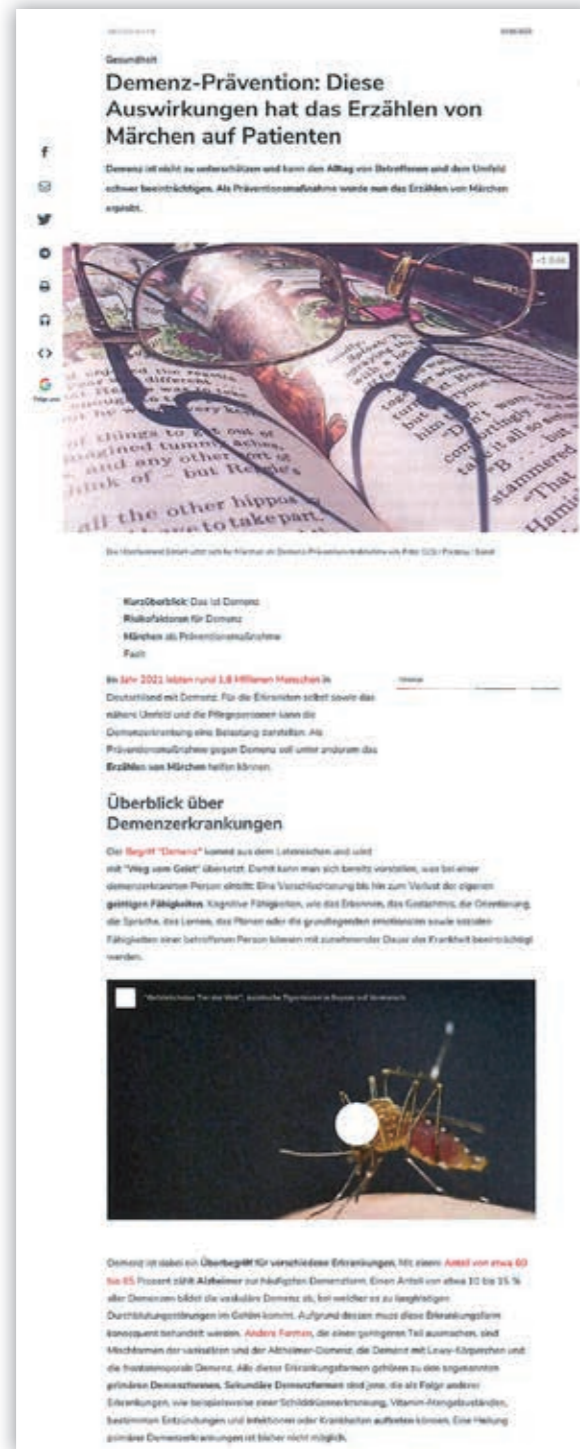 Gesundheit
Demenz-Prävention: Diese
Auswirkungen hat das Erzählen von
Märchen auf Patienten
Demenz ist nicht zu unterschätzen und kann den Alltag von Betroffenen und dem Umfeld
schwer beeinträchtigen. Als Präventionsmaßnahme wurde nun das Erzählen von Märchen
erprobt.
all the other hippos
have to take part.
Kurzüberblick: Das ist Demenz
Risikofaktoren für Demenz
Märchen als Präventionsmaßnahme
Fazit
Im Jahr 2021 lebten rund 1,8 Millionen Menschen in
Deutschland mit Demenz. Für die Erkrankten selbst sowie das
nähere Umfeld und die Pflegepersonen kann die
Demenzerkrankung eine Belastung darstellen. Als
Präventionsmaßnahme gegen Demenz soll unter anderem das
Erzählen von Märchen helfen können.
Überblick über
Demenzerkrankungen
Der Begriff "Demenz" kommt aus dem Lateinischen und wird
mit "Weg vom Geist" übersetzt. Damit kann man sich bereits vorstellen, was bei einer
demenzerkrankten Person eintritt: Eine Verschlechterung bis hin zum Verlust der eigenen
geistigen Fähigkeiten. Kognitive Fähigkeiten, wie das Erkennen, das Gedächtnis, die Orientierung,
die Sprache, das Lernen, das Planen oder die grundlegenden emotionalen sowie sozialen
Fähigkeiten einer betroffenen Person können mit zunehmender Dauer der Krankheit beeinträchtigt
werden.
Demenz ist dabei ein Überbegriff für verschiedene Erkrankungen. Mit einem Anteil von etwa 60
bis 65 Prozent zählt Alzheimer zur häufigsten Demenzform. Einen Anteil von etwa 10 bis 15 %
aller Demenzen bildet die vaskuläre Demenz ab, bei welcher es zu langfristigen
Durchblutungsstörungen im Gehirn kommt. Aufgrund dessen muss diese Erkrankungsform
konsequent behandelt werden. Andere Formen, die einen geringeren Teil ausmachen, sind
Mischformen der vaskulären und der Alzheimer-Demenz, die Demenz mit Lewy-Körperchen und
die frontotemporale Demenz. Alle dieser Erkrankungsformen gehören zu den sogenannten
primären Demenzformen. Sekundäre Demenzformen sind jene, die als Folge anderer
Erkrankungen, wie beispielsweise einer Schilddrüsenerkrankung, Vitamin-Mangelzuständen,
bestimmten Entzündungen und Infektionen oder Krankheiten auftreten können. Eine Heilung
primärer Demenzerkrankungen ist bisher nicht möglich.